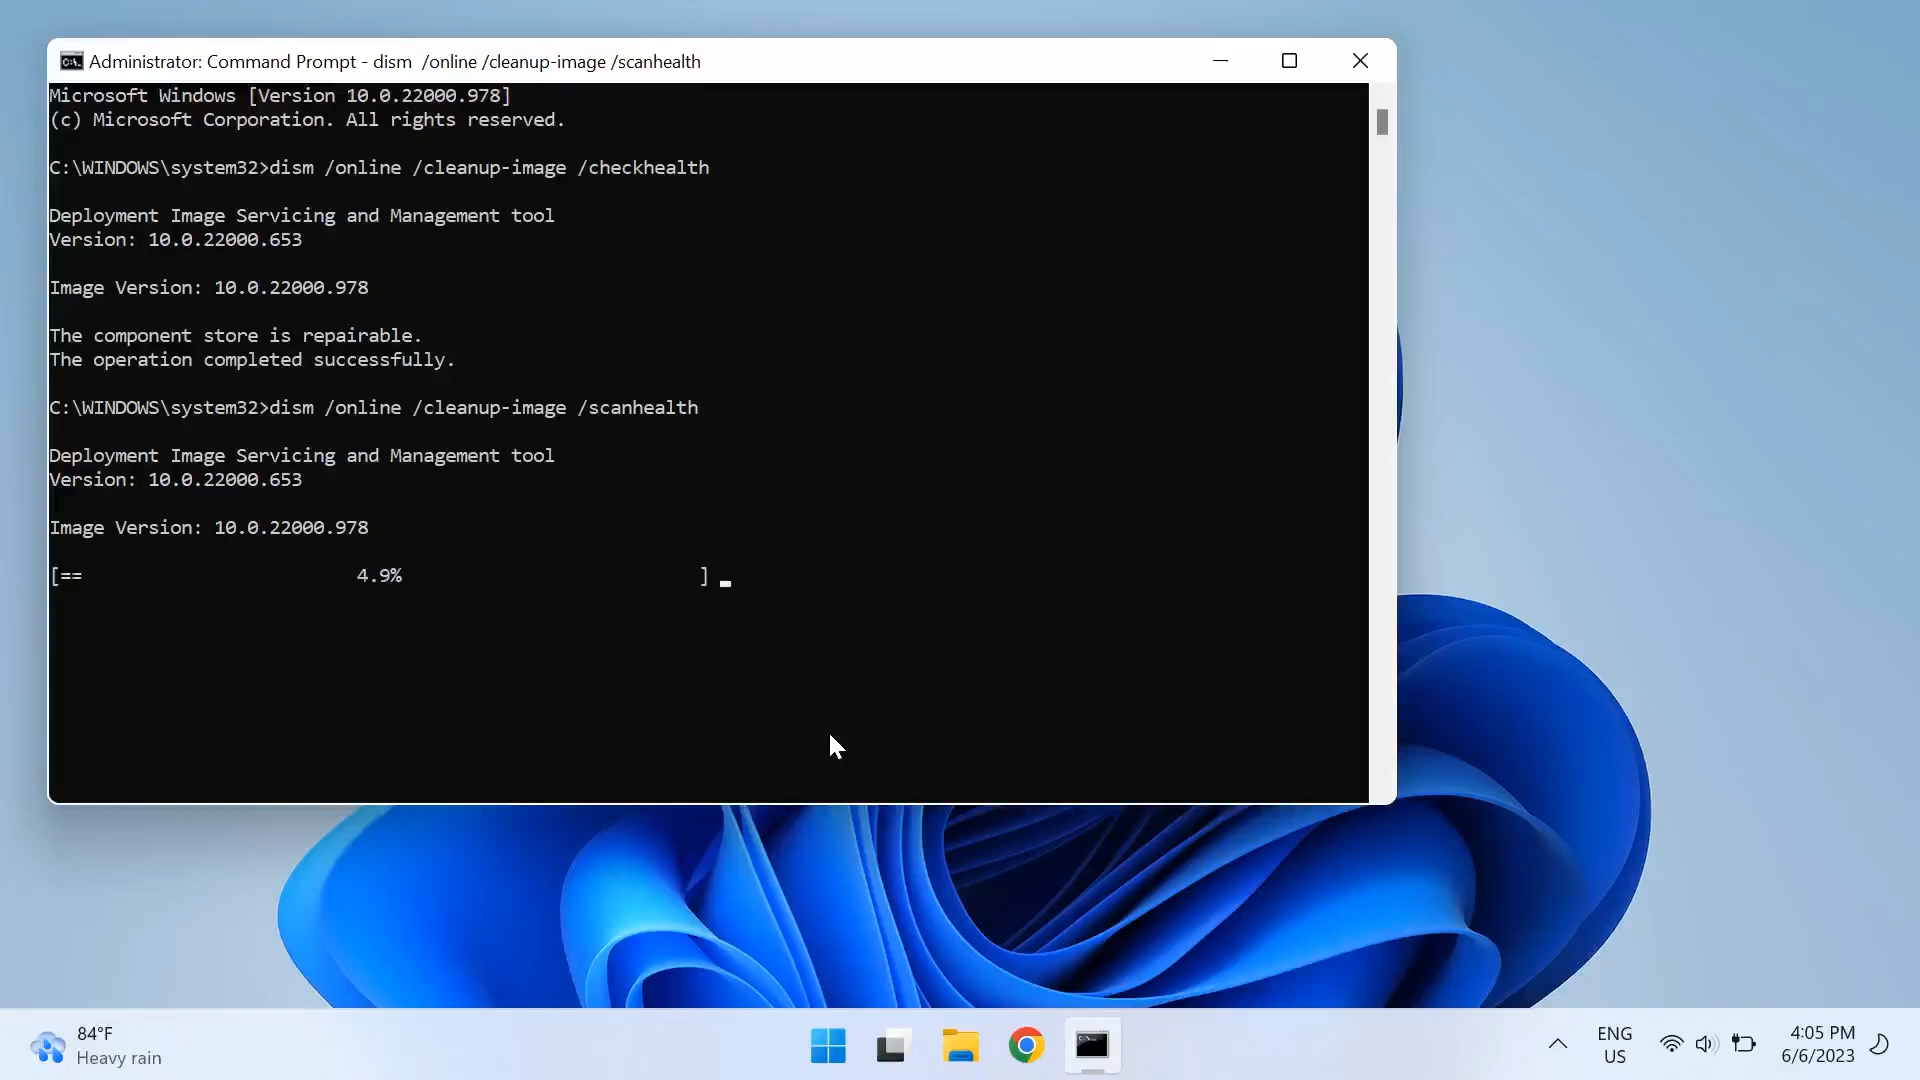 Administrator: Command Prompt - dism  /online /cleanup-image /scanhealth
Microsoft Windows [Version 10.0.22000.978]
(c) Microsoft Corporation. All rights reserved.
C:\WINDOWS\system32>dism /online /cleanup-image /checkhealth
Deployment Image Servicing and Management tool
Version: 10.0.22000.653
Image Version: 10.0.22000.978
The component store is repairable.
The operation completed successfully.
C:\WINDOWS\system32>dism /online /cleanup-image /scanhealth
Deployment Image Servicing and Management tool
Version: 10.0.22000.653
Image Version: 10.0.22000.978
[==                         4.9%                           ]
84°F
Heavy rain
ENG
US
4:05 PM
6/6/2023